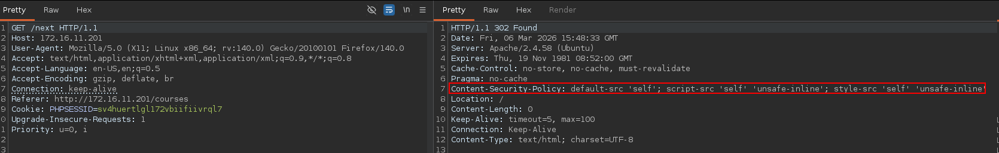 Pretty Raw Hex \n
1 GET /next HTTP/1.1
2 Host: 172.16.11.201
3 User-Agent: Mozilla/5.0 (X11; Linux x86_64; rv:140.0) Gecko/20100101 Firefox/140.0
4 Accept: text/html,application/xhtml+xml,application/xml;q=0.9,*/*;q=0.8
5 Accept-Language: en-US,en;q=0.5
6 Accept-Encoding: gzip, deflate, br
7 Connection: keep-alive
8 Referer: http://172.16.11.201/courses
9 Cookie: PHPSESSID=sv4huertlgl172vbiifiivrql7
0 Upgrade-Insecure-Requests: 1
1 Priority: u=0, i
2
3
Pretty Raw Hex Render
1 HTTP/1.1 302 Found
2 Date: Fri, 06 Mar 2026 15:48:33 GMT
3 Server: Apache/2.4.58 (Ubuntu)
4 Expires: Thu, 19 Nov 1981 08:52:00 GMT
5 Cache-Control: no-store, no-cache, must-revalidate
6 Pragma: no-cache
7 Content-Security-Policy: default-src 'self'; script-src 'self' 'unsafe-inline'; style-src 'self' 'unsafe-inline'
8 Location: /
9 Content-Length: 0
10 Keep-Alive: timeout=5, max=100
11 Connection: Keep-Alive
12 Content-Type: text/html; charset=UTF-8
13